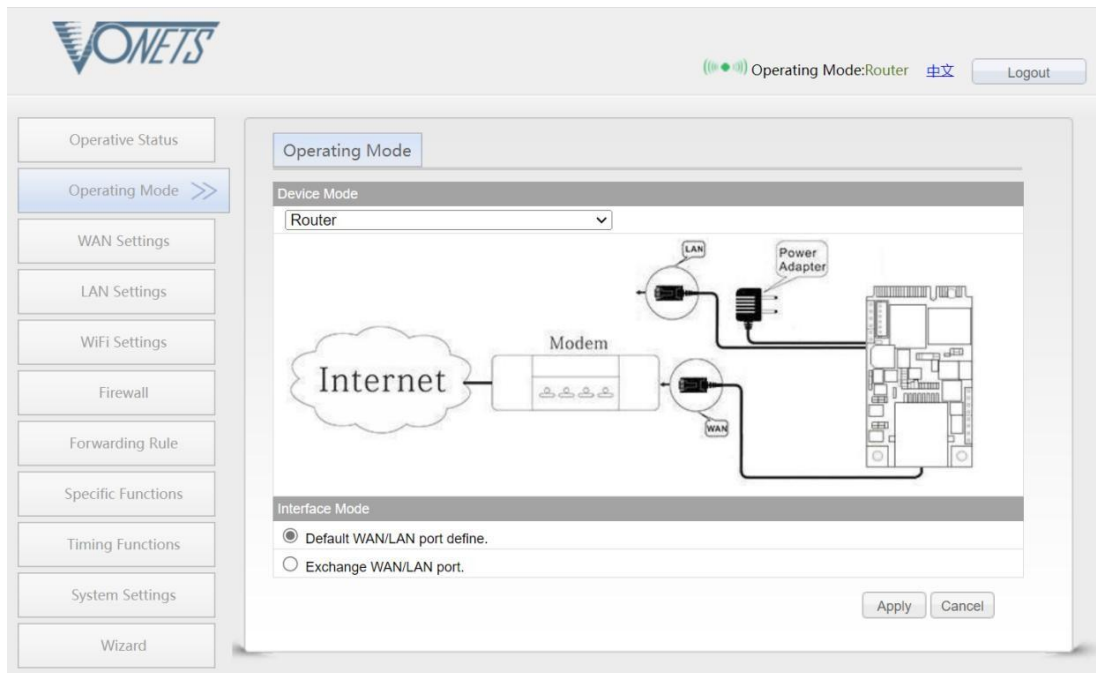 VONETS
Operating Mode:Router 中文 Logout
Operative Status
Operating Mode
WAN Settings
LAN Settings
WiFi Settings
Firewall
Forwarding Rule
Specific Functions
Timing Functions
System Settings
Wizard
Operating Mode
Device Mode
Router
LAN
Power
Adapter
Modem
Internet
WAN
Interface Mode
Default WAN/LAN port define.
Exchange WAN/LAN port.
Apply Cancel